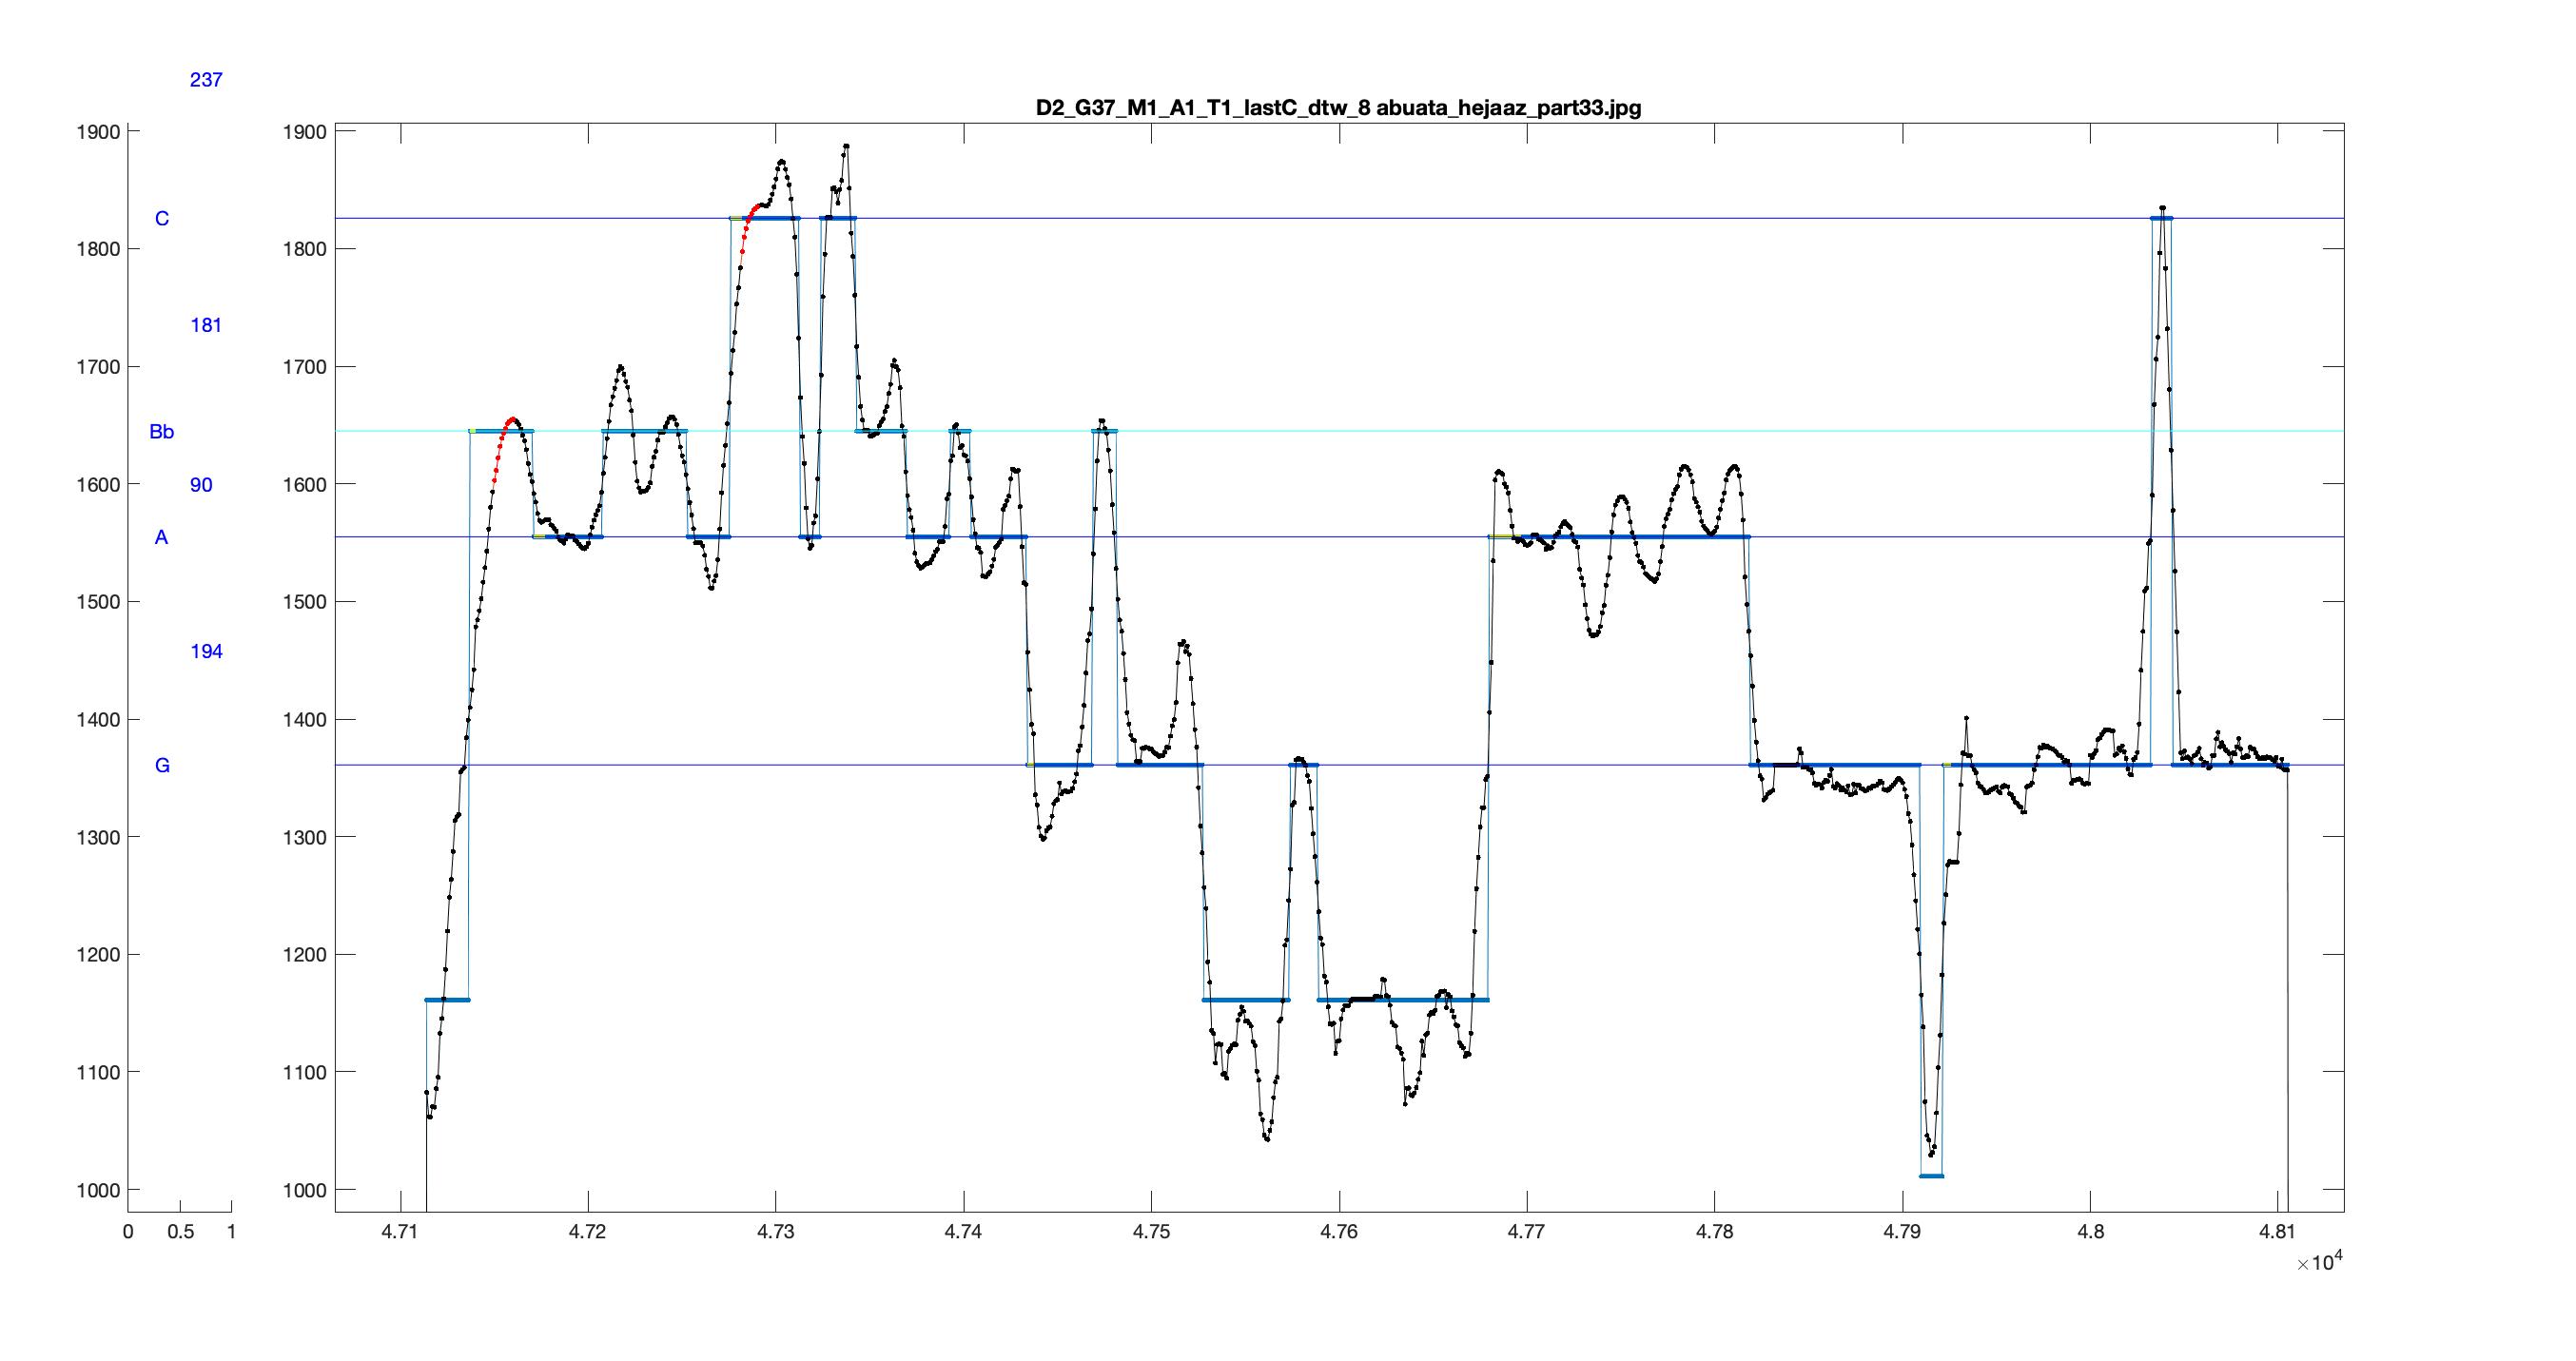 237
D2_G37_M1_A1_T1_lastC_dtw_8 abuata_hejaaz_part33.jpg
1900 1900
C
1800 1800
181
1700 1700
Bb
1600 90 1600
A
1500 1500
194
1400 1400
G
1300 1300
1200 1200
1100 1100
1000 1000
0 0.5 1 4.71 4.72 4.73 4.74 4.75 4.76 4.77 4.78 4.79 4.8 4.81
×10⁴